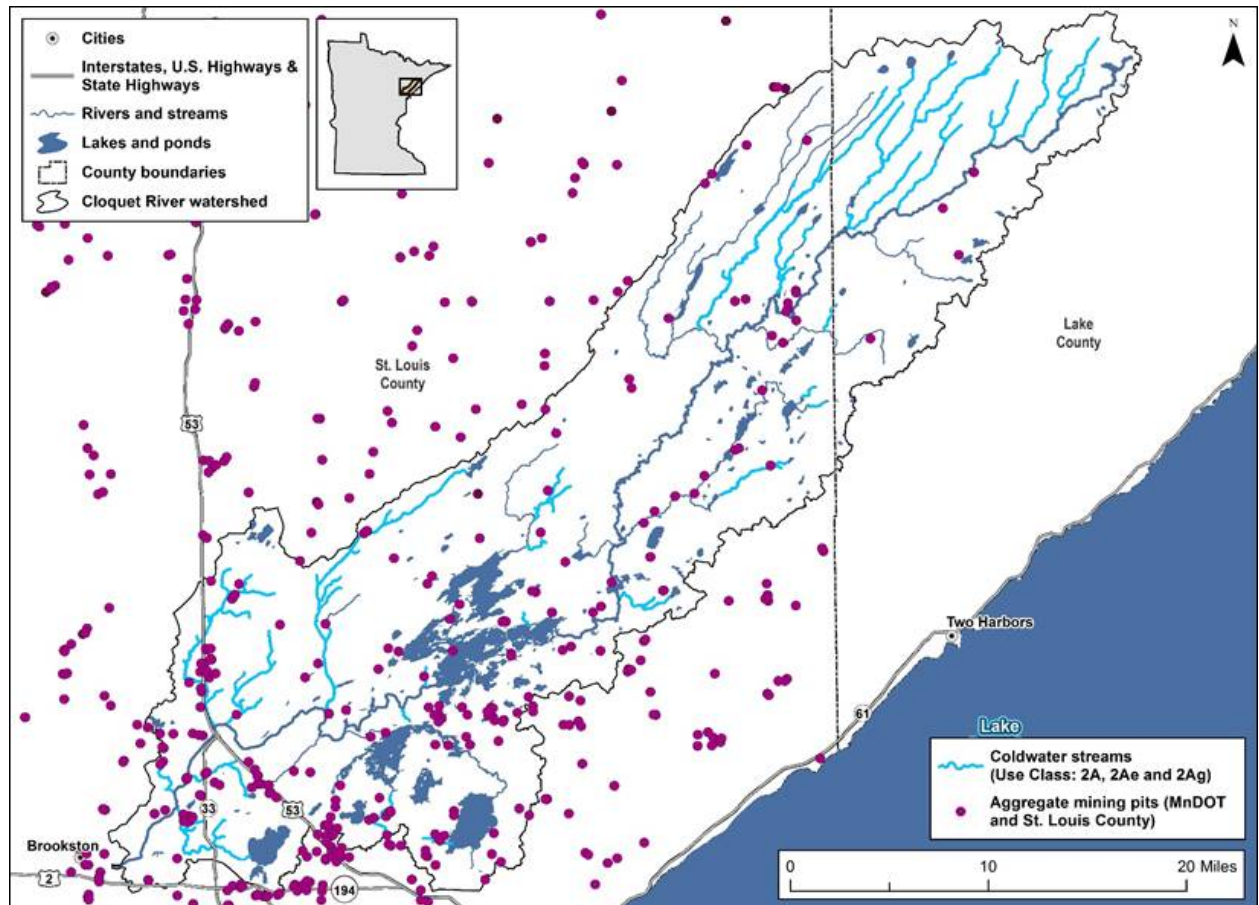 Cities
Interstates, U.S. Highways &
State Highways
Rivers and streams
Lakes and ponds
County boundaries
Cloquet River watershed
N
Lake
County
St. Louis
County
53
Two Harbors
61
Lake
Coldwater streams
(Use Class: 2A, 2Ae and 2Ag)
Aggregate mining pits (MnDOT
and St. Louis County)
33
53
Brookston
2
194
0
10
20 Miles